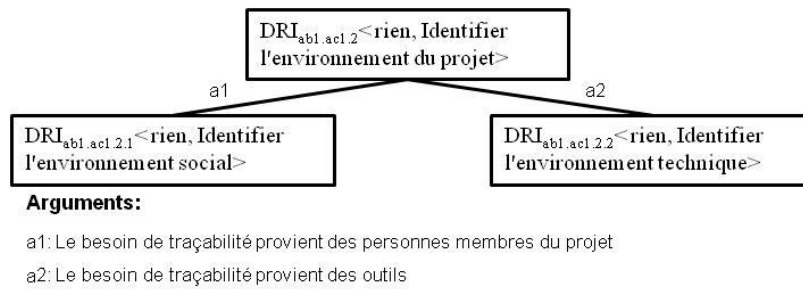 DRIab1.ac1.2<rien, Identifier
l'environnement du projet>
a1
a2
DRIab1.ac1.2.1<rien, Identifier
l'environnement social>
DRIab1.ac1.2.2<rien, Identifier
l'environnement technique>
Arguments:
a1: Le besoin de traçabilité provient des personnes membres du projet
a2: Le besoin de traçabilité provient des outils